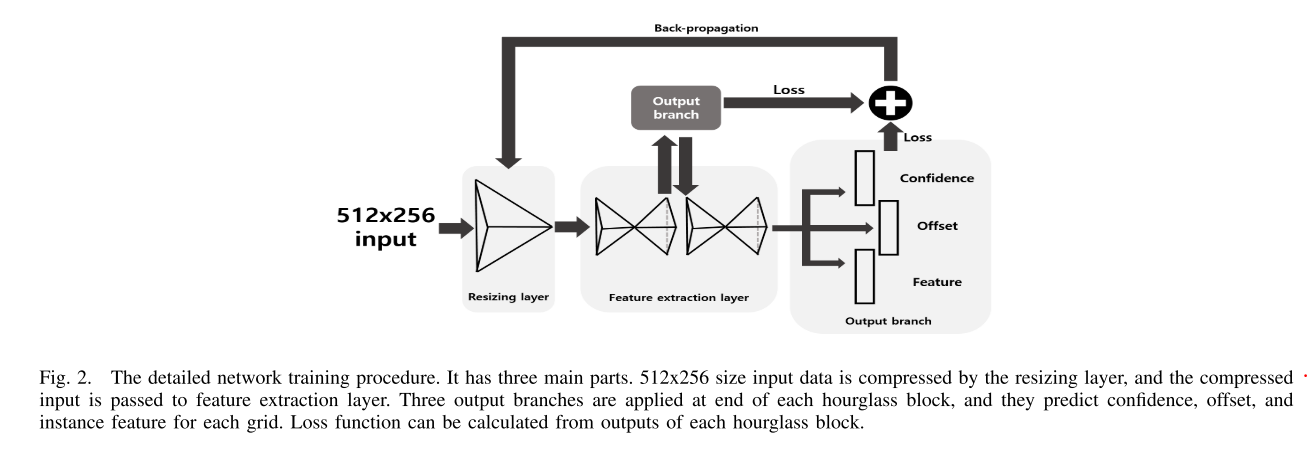 Back-propagation
Output
branch
Loss
Loss
512x256
input
Confidence
Offset
Feature
Resizing layer
Feature extraction layer
Output branch
Fig. 2. The detailed network training procedure. It has three main parts. 512x256 size input data is compressed by the resizing layer, and the compressed
input is passed to feature extraction layer. Three output branches are applied at end of each hourglass block, and they predict confidence, offset, and
instance feature for each grid. Loss function can be calculated from outputs of each hourglass block.